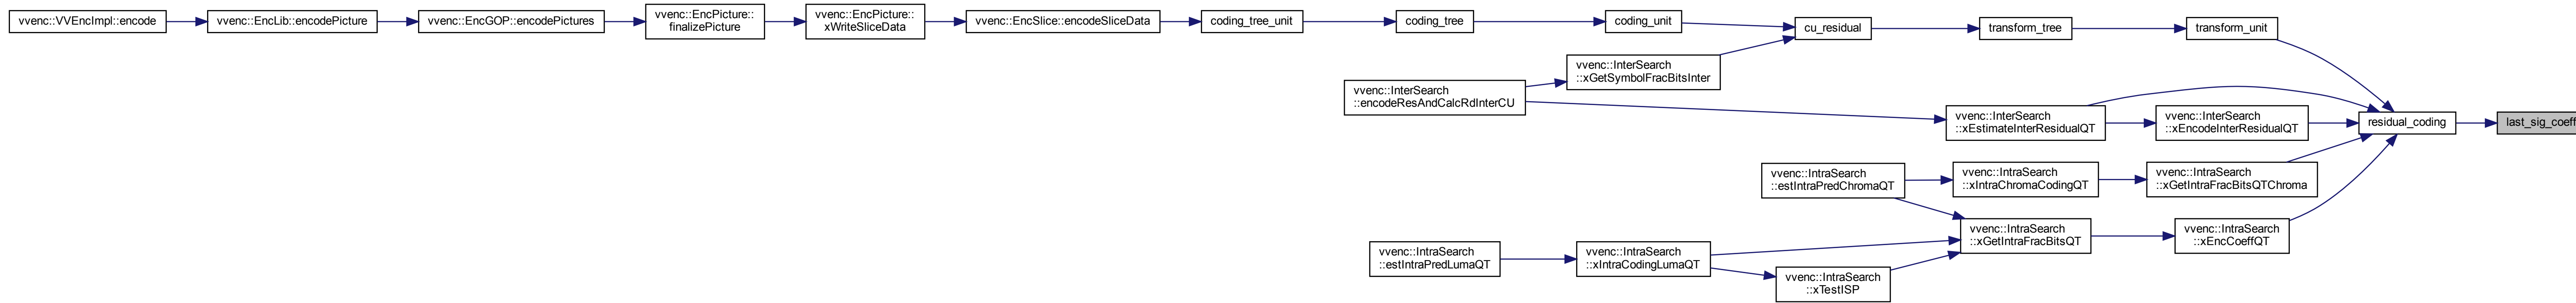 vvenc::VVEncImpl::encode
vvenc::EncLib::encodePicture
vvenc::EncGOP::encodePictures
vvenc::EncPicture::
finalizePicture
vvenc::EncPicture::
xWriteSliceData
vvenc::EncSlice::encodeSliceData
coding_tree_unit
coding_tree
coding_unit
cu_residual
transform_tree
transform_unit
vvenc::InterSearch
::xGetSymbolFracBitsInter
vvenc::InterSearch
::encodeResAndCalcRdInterCU
vvenc::InterSearch
::xEstimateInterResidualQT
vvenc::InterSearch
::xEncodeInterResidualQT
residual_coding
last_sig_coeff
vvenc::IntraSearch
::estIntraPredChromaQT
vvenc::IntraSearch
::xIntraChromaCodingQT
vvenc::IntraSearch
::xGetIntraFracBitsQTChroma
vvenc::IntraSearch
::xGetIntraFracBitsQT
vvenc::IntraSearch
::xEncCoeffQT
vvenc::IntraSearch
::estIntraPredLumaQT
vvenc::IntraSearch
::xIntraCodingLumaQT
vvenc::IntraSearch
::xTestISP